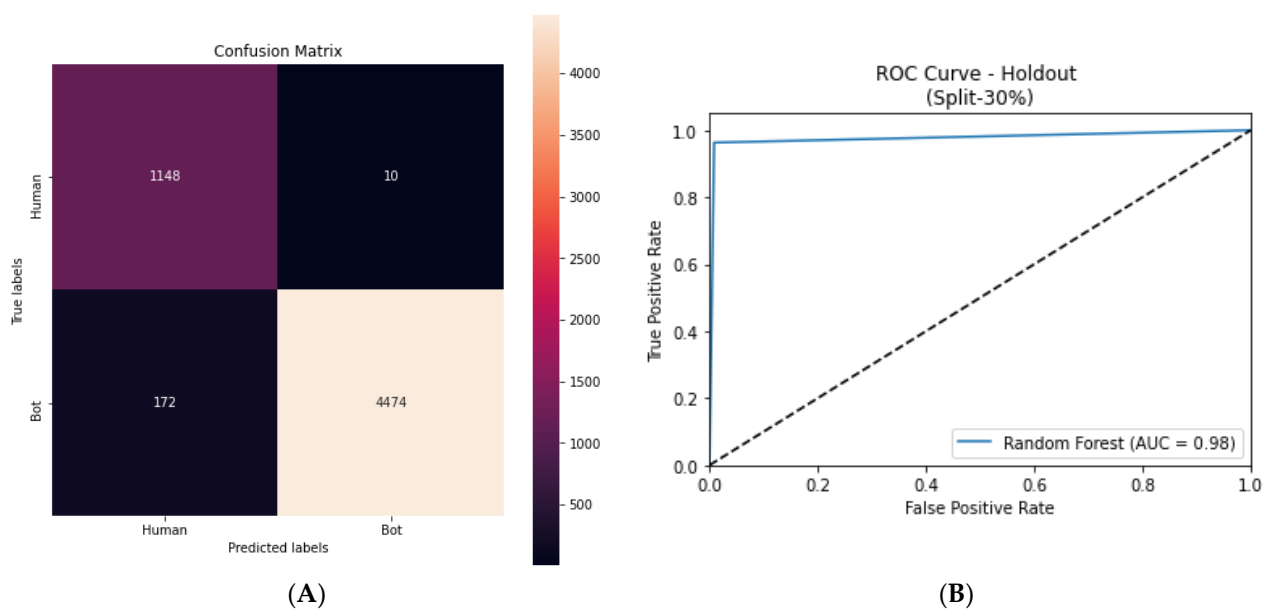 Confusion Matrix
Human
Bot
True labels
1148
10
172
4474
Human
Bot
Predicted labels
4000
3500
3000
2500
2000
1500
1000
500
(A)
ROC Curve - Holdout
(Split-30%)
True Positive Rate
1.0
0.8
0.6
0.4
0.2
0.0
Random Forest (AUC = 0.98)
0.0
0.2
0.4
0.6
0.8
1.0
False Positive Rate
(B)